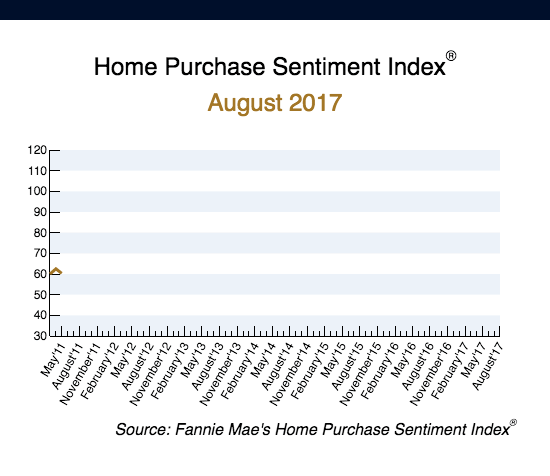 Home Purchase Sentiment Index®
August 2017
120
110
100
90
80
70
60
50
40
30
May'11
August'11
November'11
February'12
May'12
August'12
November'12
February'13
May'13
August'13
November'13
February'14
May'14
August'14
November'14
February'15
May'15
August'15
November'15
February'16
May'16
August'16
November'16
February'17
May'17
August'17
Source: Fannie Mae's Home Purchase Sentiment Index®